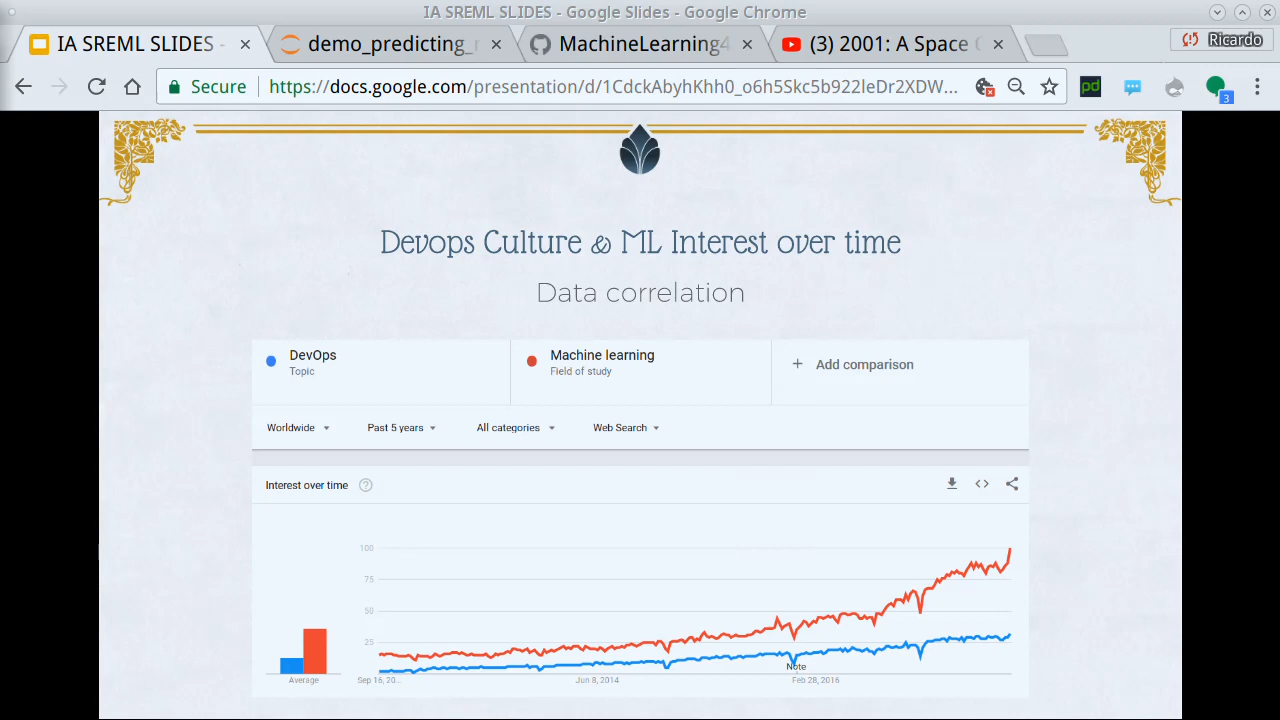 IA SREML SLIDES - Google Slides - Google Chrome
IA SREML SLIDES -
demo_predicting_
MachineLearning4
(3) 2001: A Space
Ricardo
Secure
https://docs.google.com/presentation/d/1CdckAbyhKhh0_o6h5Skc5b922leDr2XDW...
pd
3
Devops Culture & ML Interest over time
Data correlation
DevOps
Topic
Machine learning
Field of study
+ Add comparison
Worldwide
Past 5 years
All categories
Web Search
Interest over time
?
100
75
50
25
Note
Average
Sep 16, 20...
Jun 8, 2014
Feb 28, 2016